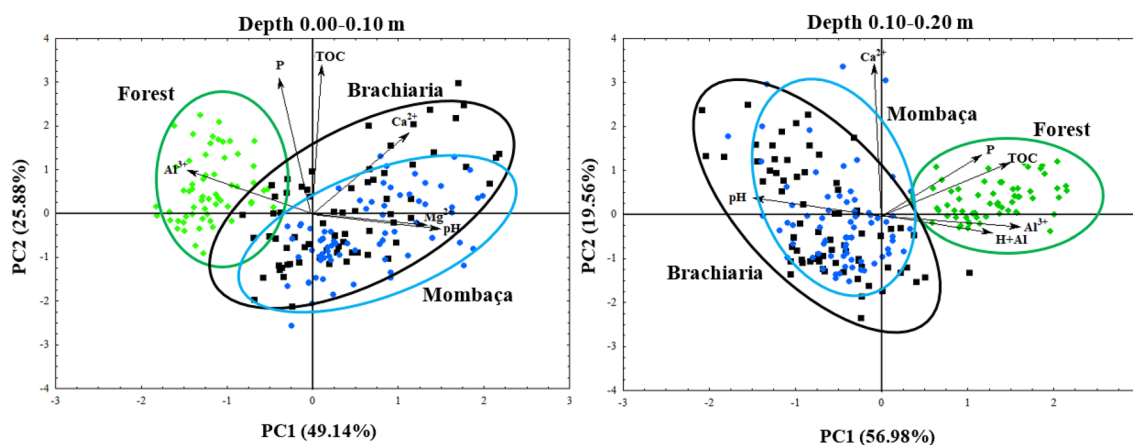 Depth 0.00-0.10 m
PC2 (25.88%)
4
3
2
1
0
-1
-2
-3
-4
Forest
P
TOC
Brachiaria
Ca2+
Al3+
Mg2+
pH
Mombaça
-3
-2
-1
0
1
2
3
PC1 (49.14%)
Depth 0.10-0.20 m
PC2 (19.56%)
4
3
2
1
0
-1
-2
-3
-4
Ca2+
Mombaça
Forest
P
TOC
pH
Al3+
H+Al
Brachiaria
-3
-2
-1
0
1
2
3
PC1 (56.98%)